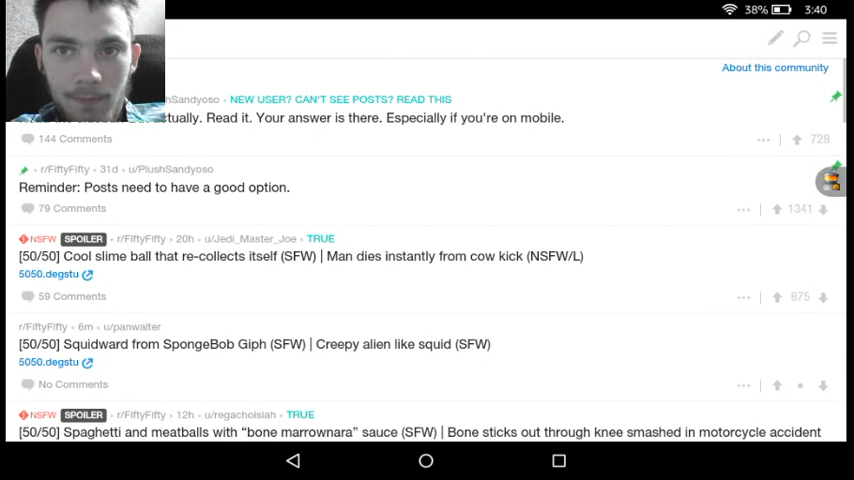 38% 3:40
About this community
hSandyoso • NEW USER? CAN'T SEE POSTS? READ THIS
ctually. Read it. Your answer is there. Especially if you're on mobile.
144 Comments 728
r/FiftyFifty • 31d • u/PlushSandyoso
Reminder: Posts need to have a good option.
79 Comments 1341
NSFW SPOILER • r/FiftyFifty • 20h • u/Jedi_Master_Joe • TRUE
[50/50] Cool slime ball that re-collects itself (SFW) | Man dies instantly from cow kick (NSFW/L)
5050.degstu
59 Comments 875
r/FiftyFifty • 6m • u/panwalter
[50/50] Squidward from SpongeBob Giph (SFW) | Creepy alien like squid (SFW)
5050.degstu
No Comments •
NSFW SPOILER • r/FiftyFifty • 12h • u/regachoisiah • TRUE
[50/50] Spaghetti and meatballs with “bone marrownara” sauce (SFW) | Bone sticks out through knee smashed in motorcycle accident